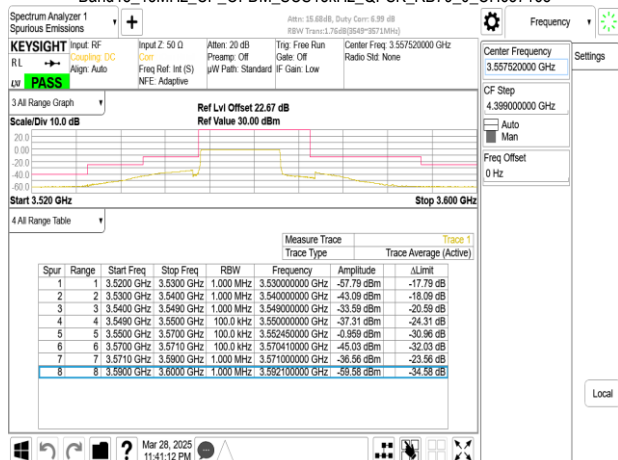 Spectrum Analyzer 1
Spurious Emissions
Attn: 15.68dB, Duty Corr: 6.99 dB
RBW Trans:1.76dB(3549~3571MHz)
Frequency
KEYSIGHT
RL
PASS
Input: RF
Coupling: DC
Align: Auto
Input Z: 50 Ω
Corr
Freq Ref: Int (S)
NFE: Adaptive
Atten: 20 dB
Preamp: Off
µW Path: Standard
Trig: Free Run
Gate: Off
IF Gain: Low
Center Freq: 3.557520000 GHz
Radio Std: None
Center Frequency
3.557520000 GHz
Settings
CF Step
4.399000000 GHz
Auto
Man
Freq Offset
0 Hz
3 All Range Graph
Scale/Div 10.0 dB
Ref Lvl Offset 22.67 dB
Ref Value 30.00 dBm
20.0
0.00
-20.0
-40.0
-60.0
Start 3.520 GHz
Stop 3.600 GHz
4 All Range Table
Measure Trace Trace 1
Trace Type Trace Average (Active)
Spur Range Start Freq Stop Freq RBW Frequency Amplitude ΔLimit
1 1 3.5200 GHz 3.5300 GHz 1.000 MHz 3.530000000 GHz -57.79 dBm -17.79 dB
2 2 3.5300 GHz 3.5400 GHz 1.000 MHz 3.540000000 GHz -43.09 dBm -18.09 dB
3 3 3.5400 GHz 3.5490 GHz 1.000 MHz 3.549000000 GHz -33.59 dBm -20.59 dB
4 4 3.5490 GHz 3.5500 GHz 100.0 kHz 3.550000000 GHz -37.31 dBm -24.31 dB
5 5 3.5500 GHz 3.5700 GHz 100.0 kHz 3.552450000 GHz -0.959 dBm -30.96 dB
6 6 3.5700 GHz 3.5710 GHz 100.0 kHz 3.570410000 GHz -45.03 dBm -32.03 dB
7 7 3.5710 GHz 3.5900 GHz 1.000 MHz 3.571000000 GHz -36.56 dBm -23.56 dB
8 8 3.5900 GHz 3.6000 GHz 1.000 MHz 3.592100000 GHz -59.58 dBm -34.58 dB
Local
Mar 28, 2025
11:41:12 PM